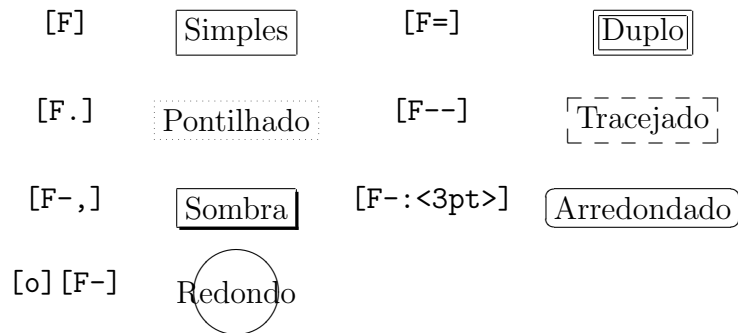 [F] Simples [F=] Duplo
[F.] Pontilhado [F--] Tracejado
[F-,] Sombra [F-:<3pt>] Arredondado
[o][F-] Redondo